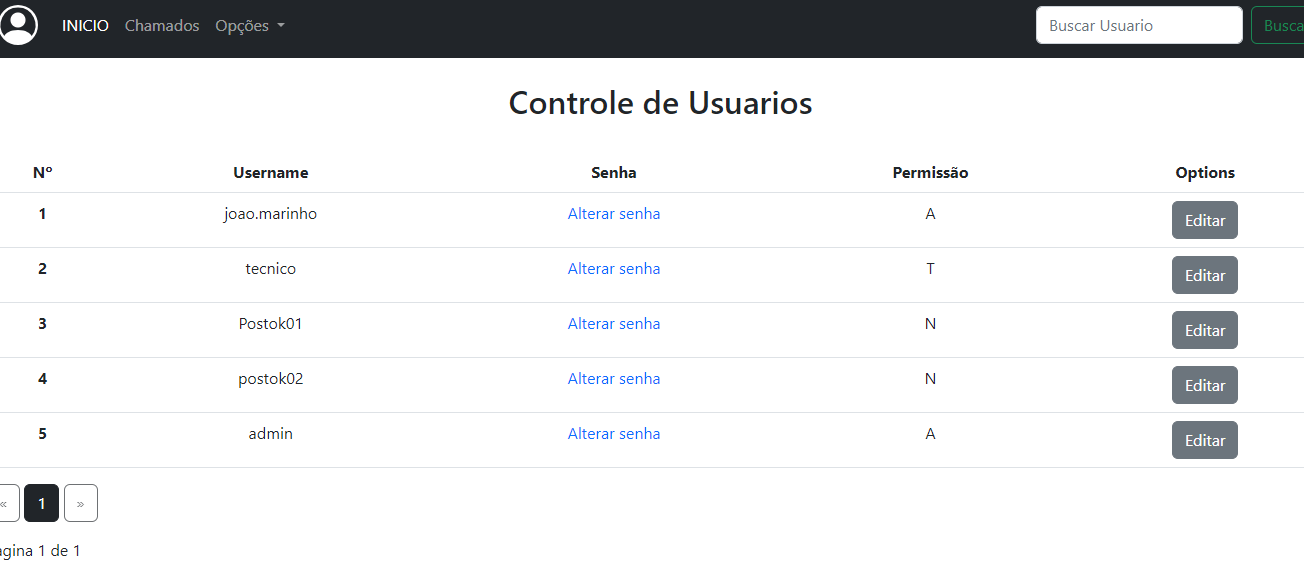 INICIO Chamados Opções Buscar Usuario Busca
Controle de Usuarios
Nº Username Senha Permissão Options
1 joao.marinho Alterar senha A Editar
2 tecnico Alterar senha T Editar
3 Postok01 Alterar senha N Editar
4 postok02 Alterar senha N Editar
5 admin Alterar senha A Editar
« 1 »
agina 1 de 1